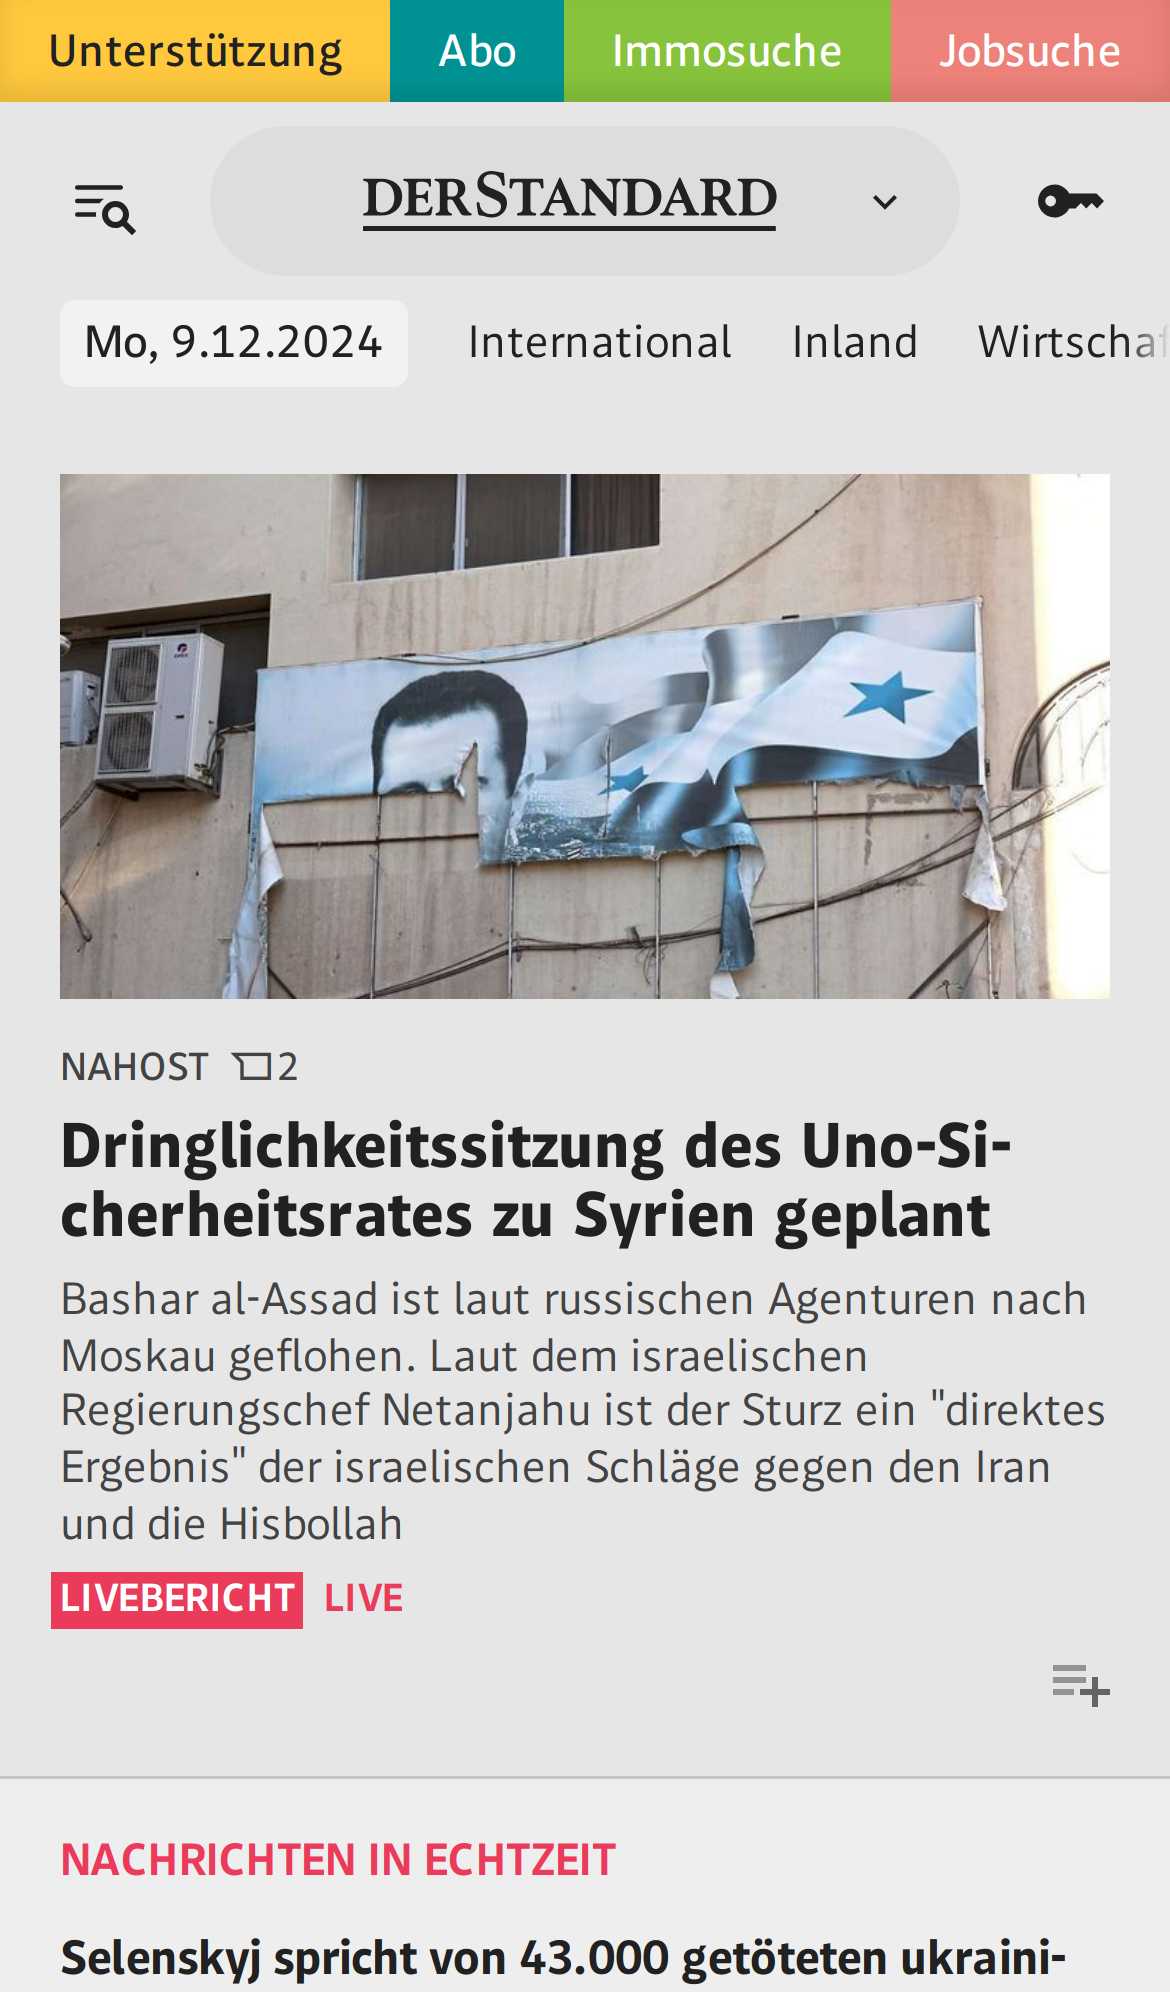 Unterstützung Abo Immosuche Jobsuche
DERSTANDARD
Mo, 9.12.2024 International Inland Wirtschaf
NAHOST 2
Dringlichkeitssitzung des Uno-Si-
cherheitsrates zu Syrien geplant
Bashar al-Assad ist laut russischen Agenturen nach
Moskau geflohen. Laut dem israelischen
Regierungschef Netanjahu ist der Sturz ein "direktes
Ergebnis" der israelischen Schläge gegen den Iran
und die Hisbollah
LIVEBERICHT LIVE
NACHRICHTEN IN ECHTZEIT
Selenskyj spricht von 43.000 getöteten ukraini-